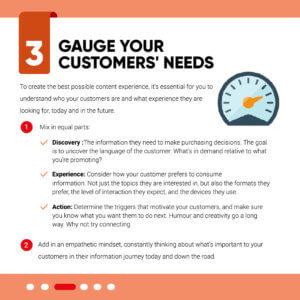 3
GAUGE YOUR
CUSTOMERS' NEEDS
To create the best possible content experience, it's essential for you to
understand who your customers are and what experience they are
looking for, today and in the future.
1 Mix in equal parts:
Discovery :The information they need to make purchasing decisions. The goal
is to uncover the language of the customer. What's in demand relative to what
you're promoting?
Experience: Consider how your customer prefers to consume
information. Not just the topics they are interested in, but also the formats they
prefer, the level of interaction they expect, and the devices they use.
Action: Determine the triggers that motivate your customers, and make sure
you know what you want them to do next. Humour and creativity go a long
way. Why not try connecting
2 Add in an empathetic mindset, constantly thinking about what's important to your
customers in their information journey today and down the road.